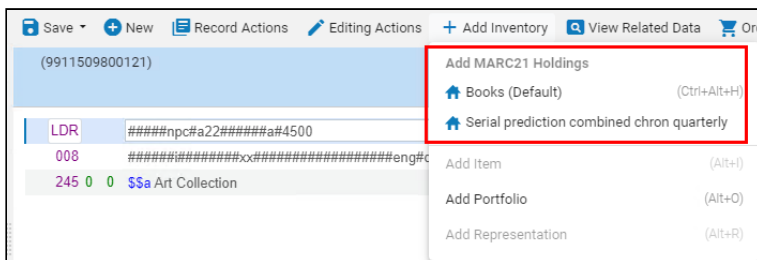 Save New Record Actions Editing Actions Add Inventory View Related Data Or
(9911509800121)
Add MARC21 Holdings
Books (Default) (Ctrl+Alt+H)
Serial prediction combined chron quarterly
LDR #####npc#a22######a#4500
008 ######i########xx##################eng#c
Add Item (Alt+I)
245 0 0 $$a Art Collection
Add Portfolio (Alt+O)
Add Representation (Alt+R)